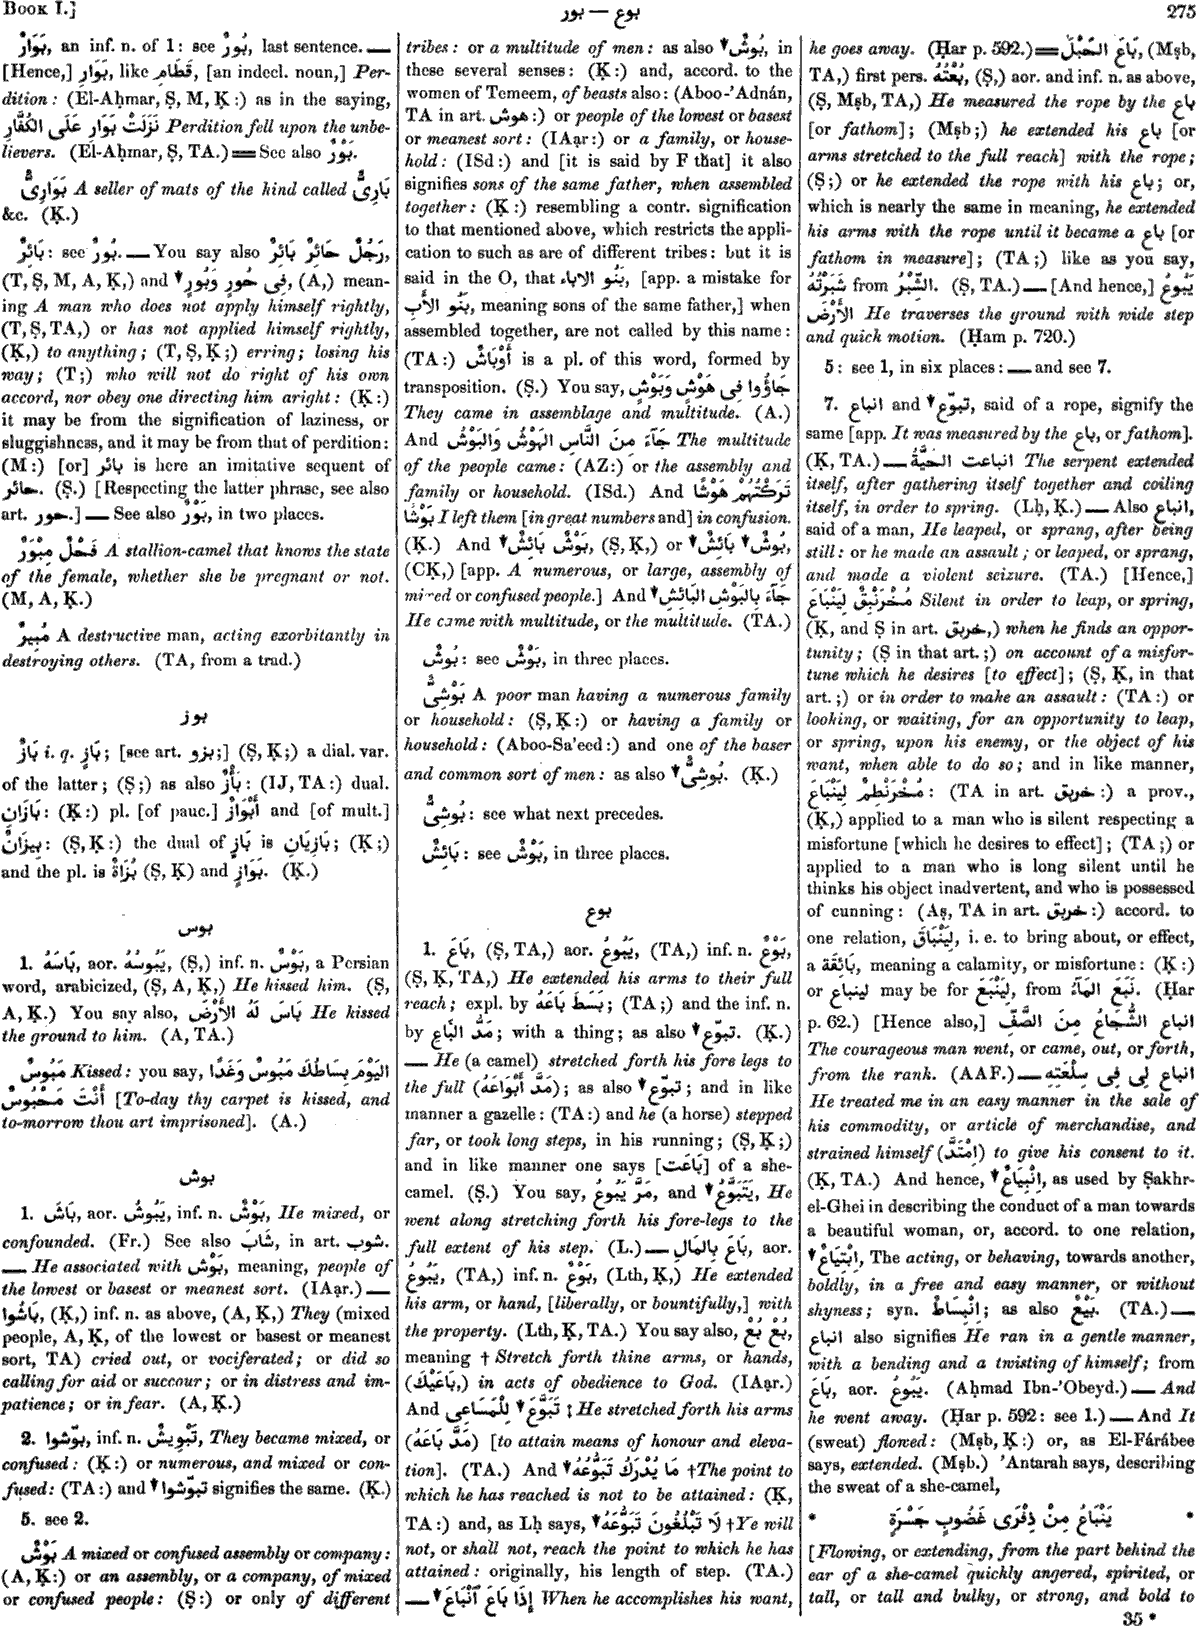 BOOK I.]
بوع — بور
275
بَوَارٌ, an inf. n. of 1: see بُورٌ, last sentence. —
[Hence,] بَوَارِ, like قَطَامِ, [an indecl. noun,] Per-
dition: (El-Aḥmar, Ṣ, M, Ḳ:) as in the saying,
نَزَلَتْ بَوَارِ عَلَى الكُفَّارِ Perdition fell upon the unbe-
lievers. (El-Aḥmar, Ṣ, TA.) ＝ See also بَوْرٌ.
بَوَارِىٌّ A seller of mats of the kind called بَارِىٌّ
&c. (Ḳ.)
بَائِرٌ: see بُورٌ. — You say also رَجُلٌ حَائِرٌ بَائِرٌ,
(T, Ṣ, M, A, Ḳ,) and فِى حُورٍ وَبُورٍ ▼, (A,) mean-
ing A man who does not apply himself rightly,
(T, Ṣ, TA,) or has not applied himself rightly,
(Ḳ,) to anything; (T, Ṣ, Ḳ;) erring; losing his
way; (T;) who will not do right of his own
accord, nor obey one directing him aright: (Ḳ:)
it may be from the signification of laziness, or
sluggishness, and it may be from that of perdition:
(M:) [or] بائر is here an imitative sequent of
حائر. (Ṣ.) [Respecting the latter phrase, see also
art. حور.] — See also بَوْرٌ, in two places.
فَحْلٌ مِبْوَرٌ A stallion-camel that knows the state
of the female, whether she be pregnant or not.
(M, A, Ḳ.)
مُبِيرٌ A destructive man, acting exorbitantly in
destroying others. (TA, from a trad.)
بوز
بَازٌ i. q. بَازٍ; [see art. بزو;] (Ṣ, Ḳ;) a dial. var.
of the latter; (Ṣ;) as also بَأْزٌ: (IJ, TA:) dual.
بَازَانِ: (Ḳ:) pl. [of pauc.] أَبْوَازٌ and [of mult.]
بِيزَانٌ: (Ṣ, Ḳ:) the dual of بَازٍ is بَازِيَانِ; (Ḳ;)
and the pl. is بُزَاةٌ (Ṣ, Ḳ) and بَوَازٍ. (Ḳ.)
بوس
1. بَاسَهُ, aor. يَبُوسُهُ, (Ṣ,) inf. n. بَوْسٌ, a Persian
word, arabicized, (Ṣ, A, Ḳ,) He kissed him. (Ṣ,
A, Ḳ.) You say also, بَاسَ لَهُ الأَرْضَ He kissed
the ground to him. (A, TA.)
مَبُوسٌ Kissed: you say, اليَوْمَ بِسَاطُكَ مَبُوسٌ وَغَدًا
أَنْتَ مَحْبُوسٌ [To-day thy carpet is kissed, and
to-morrow thou art imprisoned]. (A.)
بوش
1. بَاشَ, aor. يَبُوشُ, inf. n. بَوْشٌ, He mixed, or
confounded. (Fr.) See also شَابَ, in art. شوب.
— He associated with بَوْش, meaning, people of
the lowest or basest or meanest sort. (IAạr.) —
بَاشُوا, (Ḳ,) inf. n. as above, (A, Ḳ,) They (mixed
people, A, Ḳ, of the lowest or basest or meanest
sort, TA) cried out, or vociferated; or did so
calling for aid or succour; or in distress and im-
patience; or in fear. (A, Ḳ.)
2. بوّشوا, inf. n. تَبْوِيشٌ, They became mixed, or
confused: (Ḳ:) or numerous, and mixed or con-
fused: (TA:) and تبوّشوا ▼ signifies the same. (Ḳ.)
5. see 2.
بَوْشٌ A mixed or confused assembly or company:
(A, Ḳ:) or an assembly, or a company, of mixed
or confused people: (Ṣ:) or only of different
tribes: or a multitude of men: as also بُوشٌ ▼, in
these several senses: (Ḳ:) and, accord. to the
women of Temeem, of beasts also: (Aboo-'Adnán,
TA in art. هوش:) or people of the lowest or basest
or meanest sort: (IAạr:) or a family, or house-
hold: (ISd:) and [it is said by F that] it also
signifies sons of the same father, when assembled
together: (Ḳ:) resembling a contr. signification
to that mentioned above, which restricts the appli-
cation to such as are of different tribes: but it is
said in the O, that بَنُو الاباء, [app. a mistake for
بَنُو الأَبِ, meaning sons of the same father,] when
assembled together, are not called by this name:
(TA:) أَوْبَاشٌ is a pl. of this word, formed by
transposition. (Ṣ.) You say, جَاؤُوا فِى هَوْشٍ وَبَوْشٍ
They came in assemblage and multitude. (A.)
And جَآءَ مِنَ النَّاسِ الهَوْشُ وَالبَوْشُ The multitude
of the people came: (AZ:) or the assembly and
family or household. (ISd.) And تَرَكْتُهُمْ هَوْشًا
بَوْشًا I left them [in great numbers and] in confusion.
(Ḳ.) And بَوْشٌ بَائِشٌ ▼, (Ṣ, Ḳ,) or بُوشٌ ▼ بَائِشٌ ▼,
(CḲ,) [app. A numerous, or large, assembly of
mixed or confused people.] And جَآءَ بِالبَوْشِ البَائِشِ ▼
He came with multitude, or the multitude. (TA.)
بُوشٌ: see بَوْشٌ, in three places.
بَوْشِىٌّ A poor man having a numerous family
or household: (Ṣ, Ḳ:) or having a family or
household: (Aboo-Sa'eed:) and one of the baser
and common sort of men: as also بُوشِىٌّ ▼. (Ḳ.)
بُوشِىٌّ: see what next precedes.
بَائِشٌ: see بَوْشٌ, in three places.
بوع
1. بَاعَ, (Ṣ, TA,) aor. يَبُوعُ, (TA,) inf. n. بَوْعٌ,
(Ṣ, Ḳ, TA,) He extended his arms to their full
reach; expl. by بَسَطَ بَاعَهُ; (TA;) and the inf. n.
by مَدُّ البَاعِ; with a thing; as also تبوّع ▼. (Ḳ.)
— He (a camel) stretched forth his fore legs to
the full (مَدَّ أَبْوَاعَهُ); as also تبوّع ▼; and in like
manner a gazelle: (TA:) and he (a horse) stepped
far, or took long steps, in his running; (Ṣ, Ḳ;)
and in like manner one says [بَاعَت] of a she-
camel. (Ṣ.) You say, مَرَّ يَبُوعُ, and يَتَبَوَّعُ ▼, He
went along stretching forth his fore-legs to the
full extent of his step. (L.) — بَاعَ بِالمَالِ, aor.
يَبُوعُ, (TA,) inf. n. بَوْعٌ, (Lth, Ḳ,) He extended
his arm, or hand, [liberally, or bountifully,] with
the property. (Lth, Ḳ, TA.) You say also, بُعْ بُعْ,
meaning † Stretch forth thine arms, or hands,
(بَاعَيْكَ,) in acts of obedience to God. (IAạr.)
And تَبَوَّعَ ▼ لِلْمَسَاعِى ‡ He stretched forth his arms
(مَدَّ بَاعَهُ) [to attain means of honour and eleva-
tion]. (TA.) And مَا يُدْرَكُ تَبَوُّعُهُ ▼ †The point to
which he has reached is not to be attained: (Ḳ,
TA:) and, as Lḥ says, لَا تَبْلُغُونَ تَبَوُّعَهُ ▼ †Ye will
not, or shall not, reach the point to which he has
attained: originally, his length of step. (TA.)
— إِذَا بَاعَ ٱنْبَاعَ ▼ When he accomplishes his want,
he goes away. (Ḥar p. 592.) ＝ بَاعَ الحَبْلَ, (Mṣb,
TA,) first pers. بُعْتُهُ, (Ṣ,) aor. and inf. n. as above,
(Ṣ, Mṣb, TA,) He measured the rope by the باع
[or fathom]; (Mṣb;) he extended his باع [or
arms stretched to the full reach] with the rope;
(Ṣ;) or he extended the rope with his باع; or,
which is nearly the same in meaning, he extended
his arms with the rope until it became a باع [or
fathom in measure]; (TA;) like as you say,
شَبَرْتُهُ from الشِّبْرُ. (Ṣ, TA.) — [And hence,] يَبُوعُ
الأَرْضَ He traverses the ground with wide step
and quick motion. (Ḥam p. 720.)
5: see 1, in six places: — and see 7.
7. انباع and تبوّع ▼, said of a rope, signify the
same [app. It was measured by the باع, or fathom].
(Ḳ, TA.) — انباعت الحَيَّةُ The serpent extended
itself, after gathering itself together and coiling
itself, in order to spring. (Lḥ, Ḳ.) — Also انباع,
said of a man, He leaped, or sprang, after being
still: or he made an assault; or leaped, or sprang,
and made a violent seizure. (TA.) [Hence,]
مُخْرَنْبِقٌ لِيَنْبَاعَ Silent in order to leap, or spring,
(Ḳ, and Ṣ in art. خربق,) when he finds an oppor-
tunity; (Ṣ in that art.;) on account of a misfor-
tune which he desires [to effect]; (Ṣ, Ḳ, in that
art.;) or in order to make an assault: (TA:) or
looking, or waiting, for an opportunity to leap,
or spring, upon his enemy, or the object of his
want, when able to do so; and in like manner,
مُخْرَنْطِمٌ لِيَنْبَاعَ: (TA in art. خربق:) a prov.,
(Ḳ,) applied to a man who is silent respecting a
misfortune [which he desires to effect]; (TA;) or
applied to a man who is long silent until he
thinks his object inadvertent, and who is possessed
of cunning: (Aṣ, TA in art. خربق:) accord. to
one relation, لِيَنْبَاقَ, i. e. to bring about, or effect,
a بَائِقَة, meaning a calamity, or misfortune: (Ḳ:)
or لينباع may be for لِيَنْبَعَ, from نَبَعَ المَآءُ. (Ḥar
p. 62.) [Hence also,] انباع الشُّجَاعُ مِنَ الصَّفِّ
The courageous man went, or came, out, or forth,
from the rank. (AAF.) — انباع لِى فِى سِلْعَتِهِ
He treated me in an easy manner in the sale of
his commodity, or article of merchandise, and
strained himself (اِمْتَدَّ) to give his consent to it.
(Ḳ, TA.) And hence, اِنْبِيَاعٌ ▼, as used by Ṣakhr-
el-Ghei in describing the conduct of a man towards
a beautiful woman, or, accord. to one relation,
اِبْتِيَاعٌ ▼, The acting, or behaving, towards another,
boldly, in a free and easy manner, or without
shyness; syn. اِنْبِسَاطٌ; as also بَيْعٌ. (TA.) —
انباع also signifies He ran in a gentle manner,
with a bending and a twisting of himself; from
بَاعَ, aor. يَبُوعُ. (Aḥmad Ibn-'Obeyd.) — And
he went away. (Ḥar p. 592: see 1.) — And It
(sweat) flowed: (Mṣb, Ḳ:) or, as El-Fárábee
says, extended. (Mṣb.) 'Antarah says, describing
the sweat of a she-camel,
* يَنْبَاعُ مِنْ ذِفْرَى غَضُوبٍ جَسْرَةٍ *
[Flowing, or extending, from the part behind the
ear of a she-camel quickly angered, spirited, or
tall, or tall and bulky, or strong, and bold to
35 *